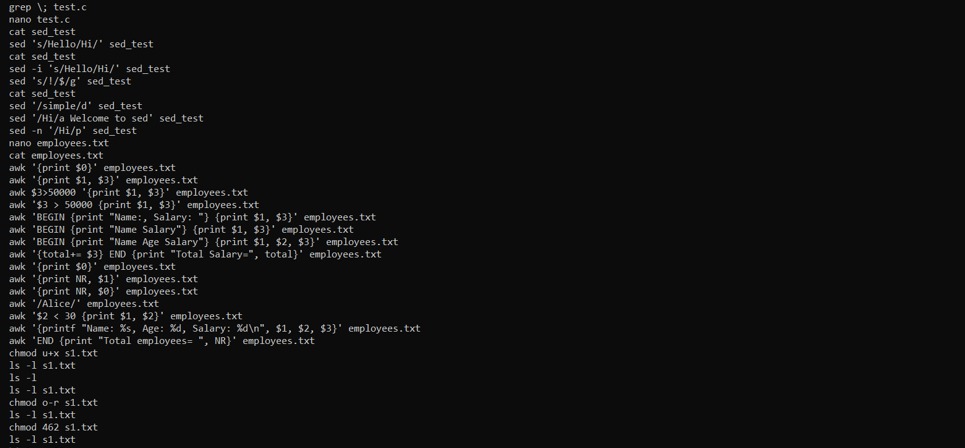 grep \; test.c
nano test.c
cat sed_test
sed 's/Hello/Hi/' sed_test
cat sed_test
sed -i 's/Hello/Hi/' sed_test
sed 's/!/$/g' sed_test
cat sed_test
sed '/simple/d' sed_test
sed '/Hi/a Welcome to sed' sed_test
sed -n '/Hi/p' sed_test
nano employees.txt
cat employees.txt
awk '{print $0}' employees.txt
awk '{print $1, $3}' employees.txt
awk $3>50000 '{print $1, $3}' employees.txt
awk '$3 > 50000 {print $1, $3}' employees.txt
awk 'BEGIN {print "Name:, Salary: "} {print $1, $3}' employees.txt
awk 'BEGIN {print "Name Salary"} {print $1, $3}' employees.txt
awk 'BEGIN {print "Name Age Salary"} {print $1, $2, $3}' employees.txt
awk '{total+= $3} END {print "Total Salary=", total}' employees.txt
awk '{print $0}' employees.txt
awk '{print NR, $1}' employees.txt
awk '{print NR, $0}' employees.txt
awk '/Alice/' employees.txt
awk '$2 < 30 {print $1, $2}' employees.txt
awk '{printf "Name: %s, Age: %d, Salary: %d\n", $1, $2, $3}' employees.txt
awk 'END {print "Total employees= ", NR}' employees.txt
chmod u+x s1.txt
ls -l s1.txt
ls -l
ls -l s1.txt
chmod o-r s1.txt
ls -l s1.txt
chmod 462 s1.txt
ls -l s1.txt